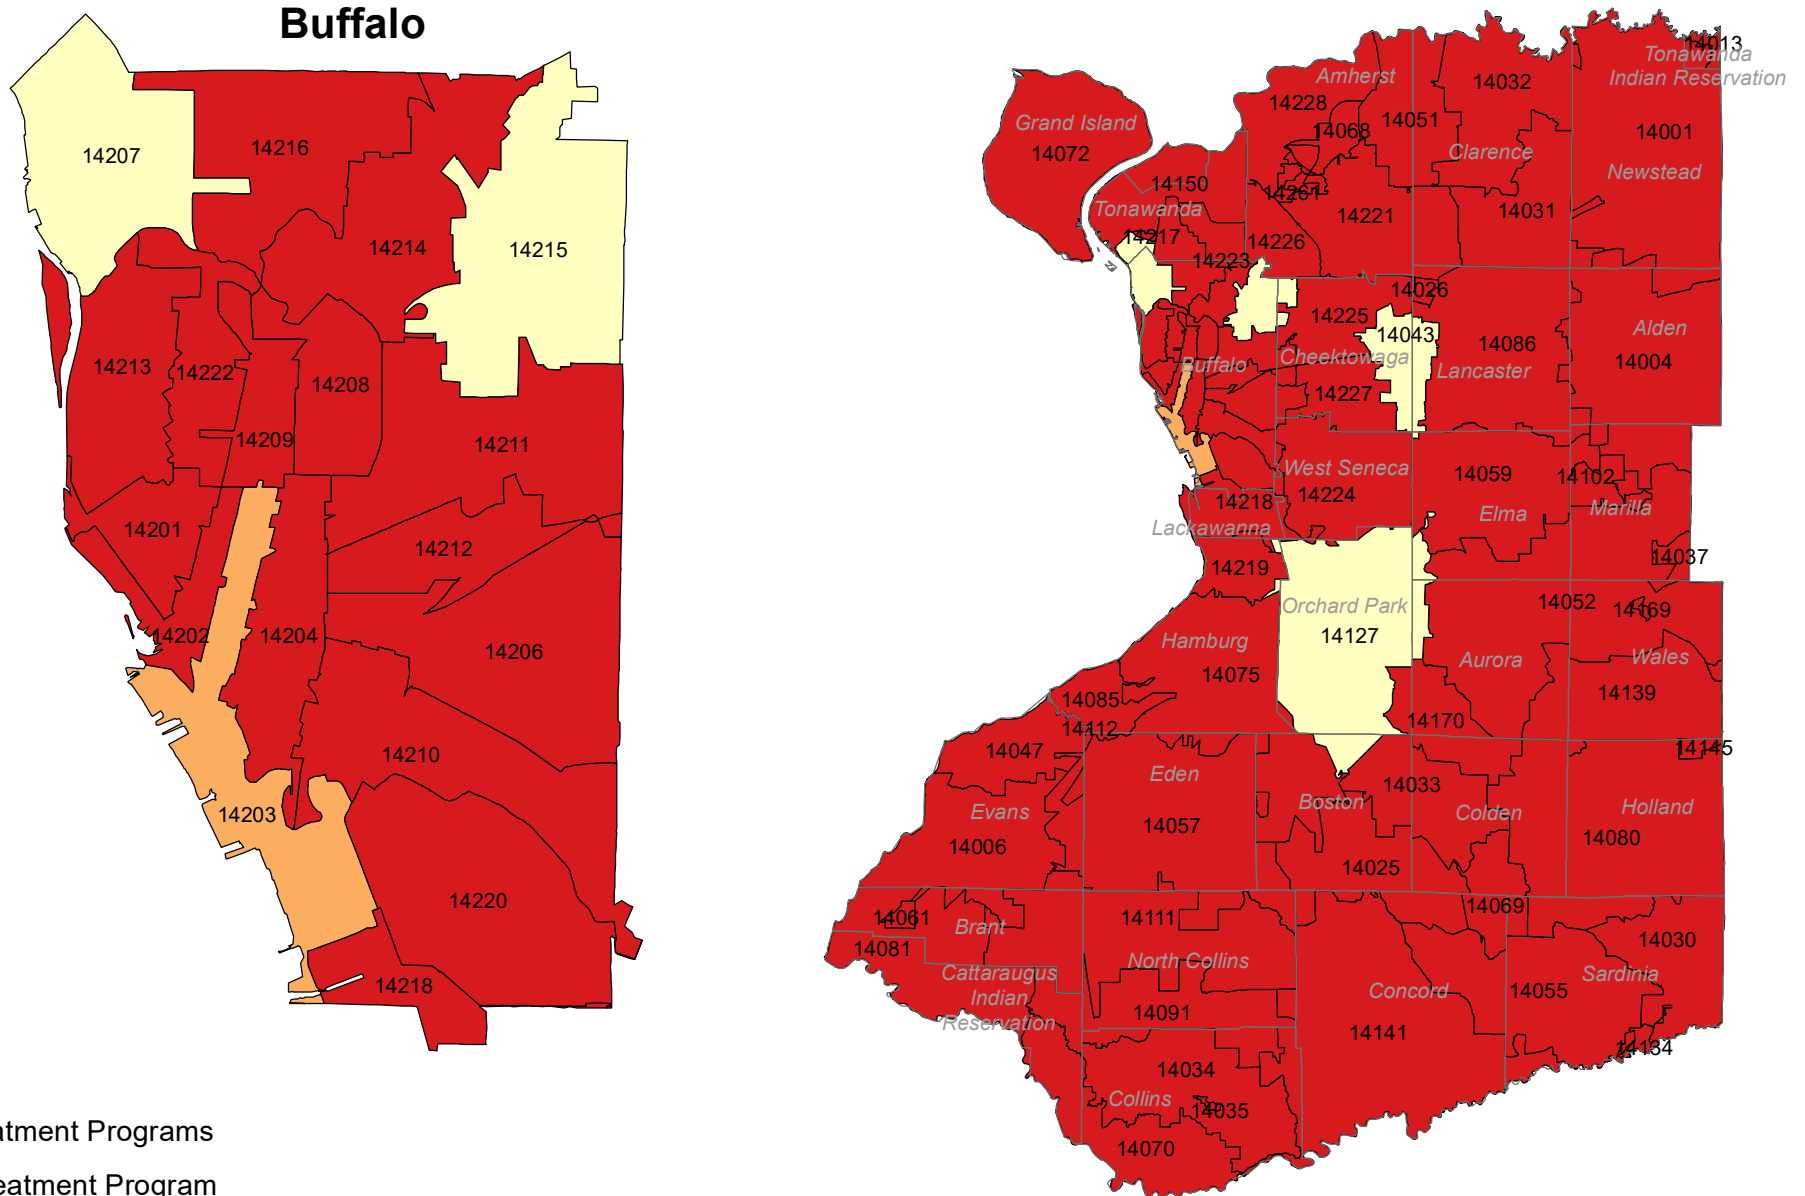 Buffalo
14207
14216
14214
14215
14213
14222
14208
14209
14211
14201
14212
14202
14204
14206
14210
14203
14220
14218
atment Programs
eatment Program
14013
Tonawanda
Indian Reservation
Amherst
14032
14228
Grand Island
14072
14068
14051
14001
Clarence
Newstead
14150
14261
Tonawanda
14221
14031
14217
14226
14223
14026
14225
14043
Alden
14086
14004
Buffalo
Cheektowaga
Lancaster
14227
West Seneca
14224
14059
14102
14218
Elma
Marilla
Lackawanna
14037
14219
14052
14169
Orchard Park
14127
Hamburg
Aurora
Wales
14075
14139
14085
14170
14112
14047
14145
Eden
14033
Boston
Colden
Holland
Evans
14057
14080
14006
14025
14061
14111
14069
Brant
14030
14081
North Collins
Cattaraugus
Indian
Reservation
Sardinia
Concord
14055
14091
14141
14134
14034
Collins
14035
14070